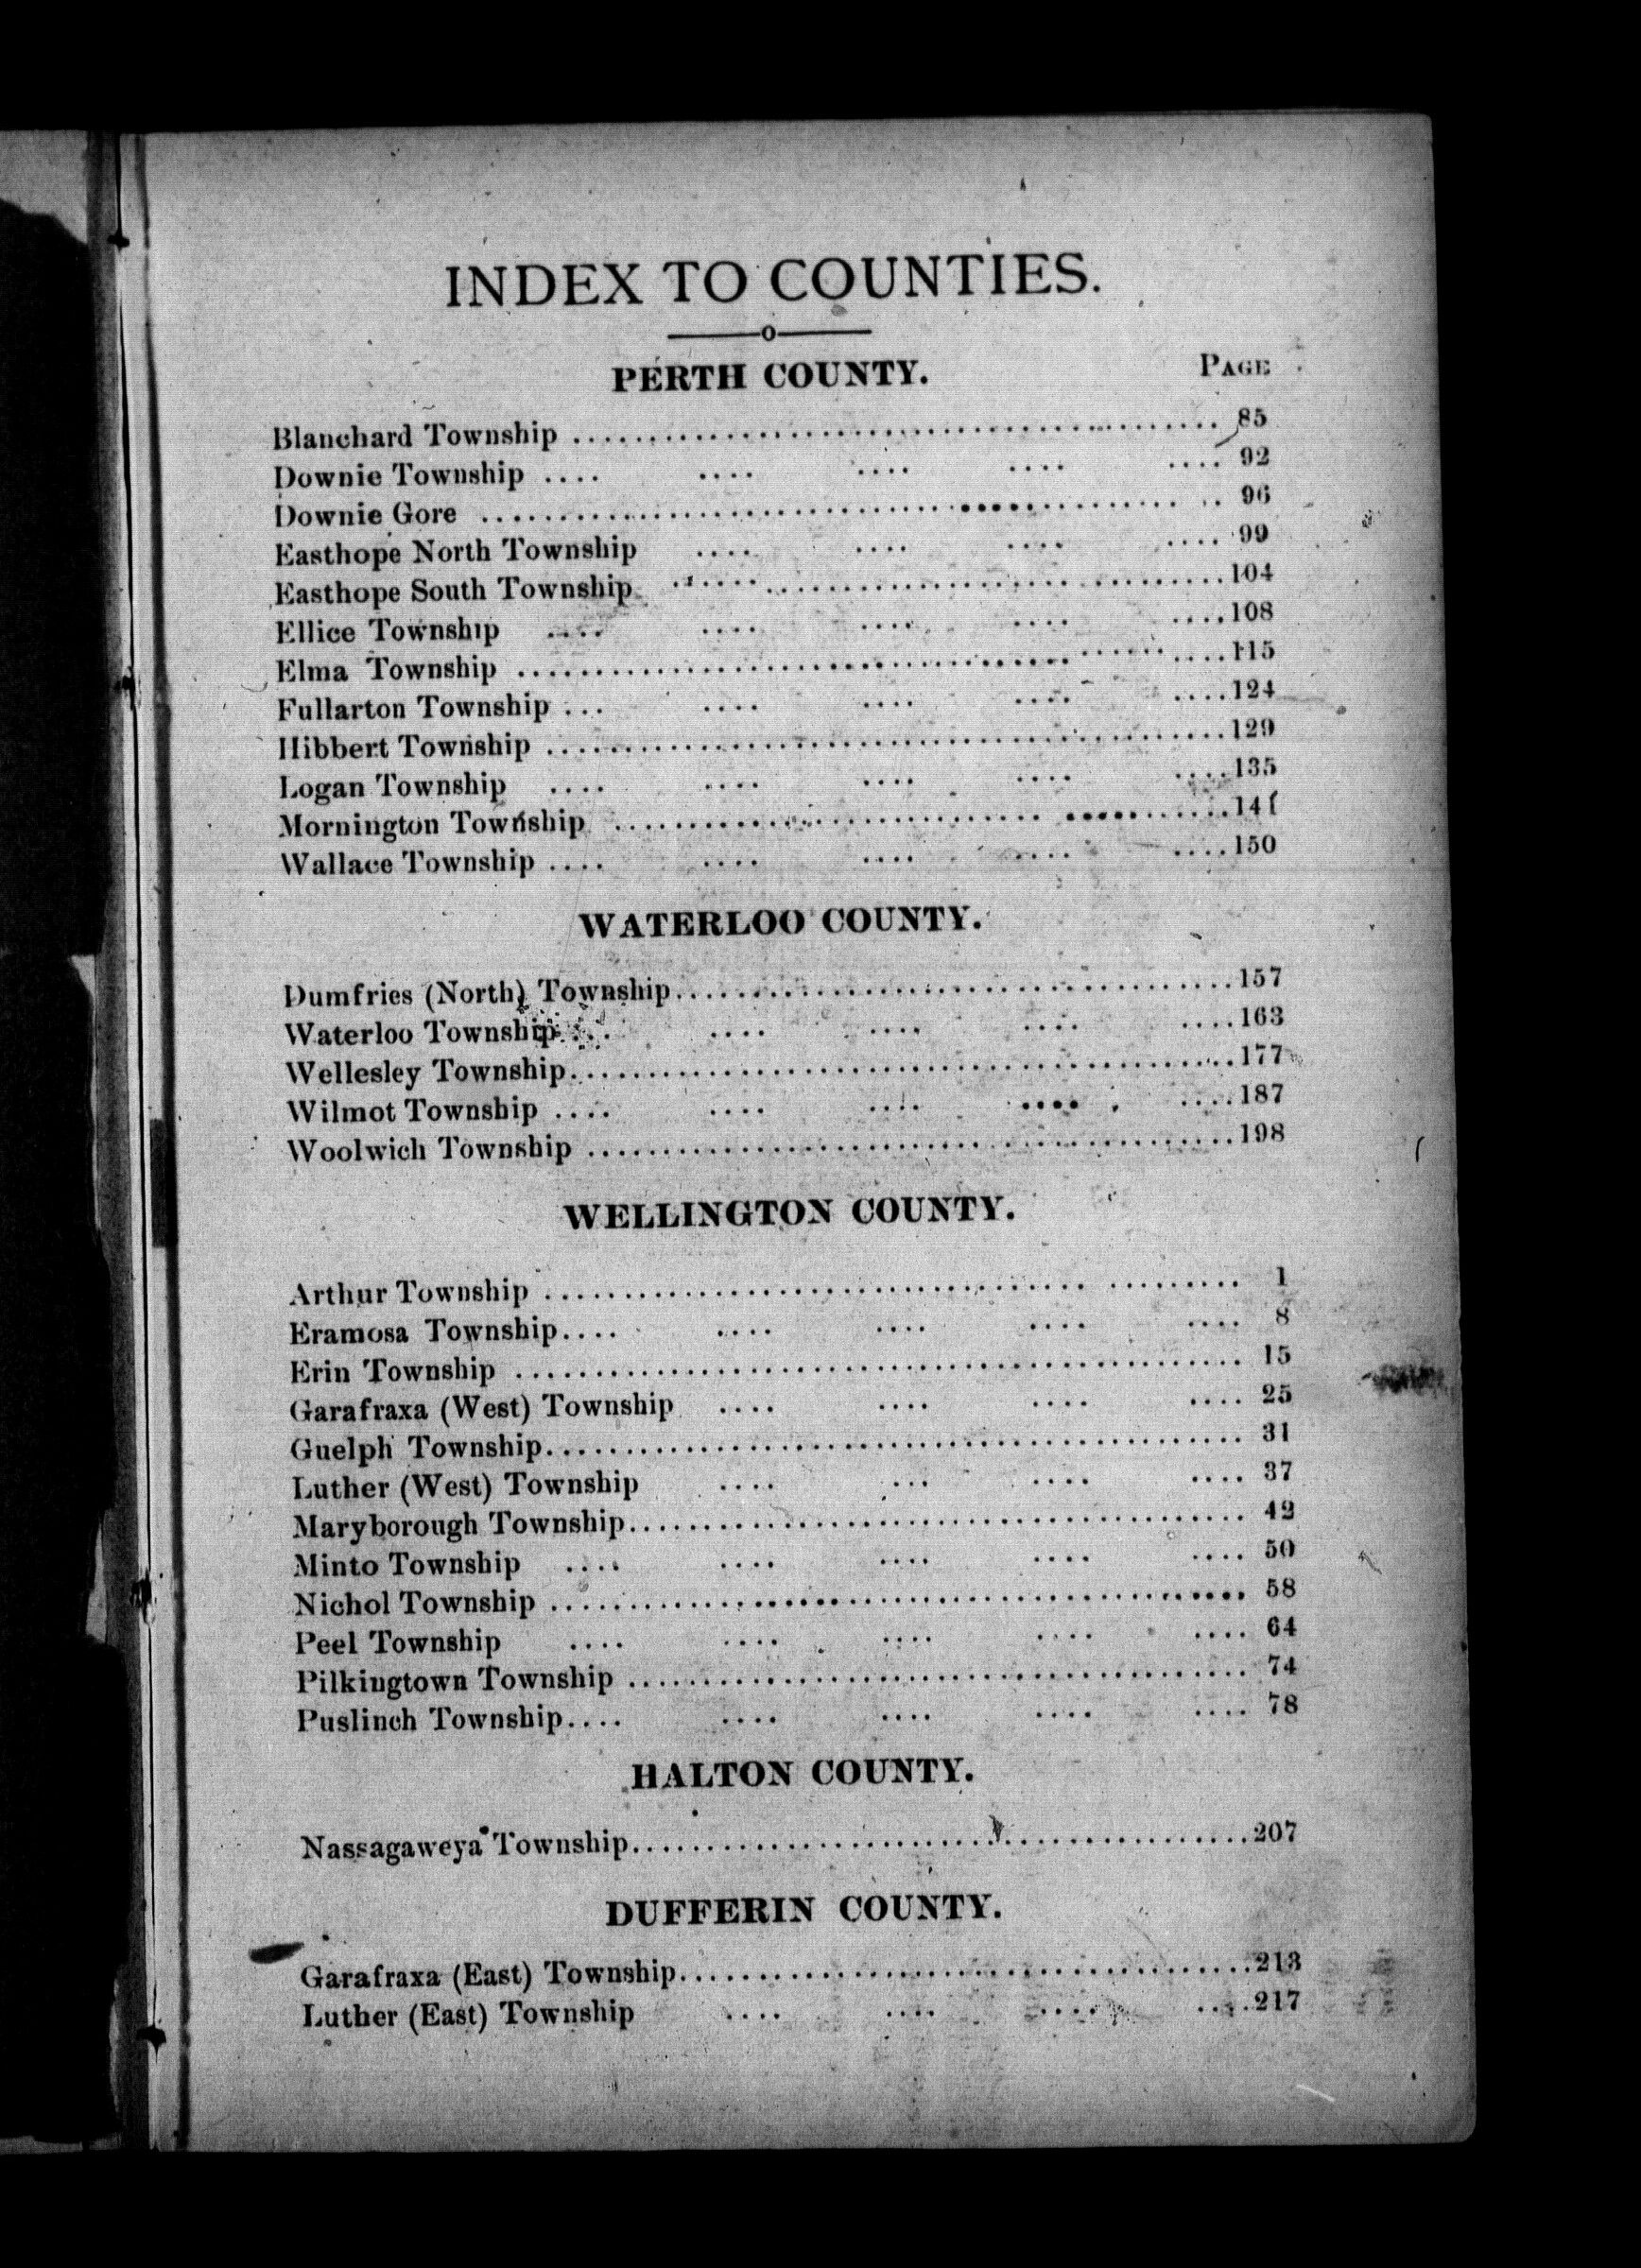 INDEX TO COUNTIES.
PERTH COUNTY. PAGE
Blanchard Township 85
Downie Township 92
Downie Gore 96
Easthope North Township 99
Easthope South Township 104
Ellice Township 108
Elma Township 115
Fullarton Township 124
Hibbert Township 129
Logan Township 135
Mornington Township 141
Wallace Township 150
WATERLOO COUNTY.
Dumfries (North) Township 157
Waterloo Township 163
Wellesley Township 177
Wilmot Township 187
Woolwich Township 198
WELLINGTON COUNTY.
Arthur Township 1
Eramosa Township 8
Erin Township 15
Garafraxa (West) Township 25
Guelph Township 31
Luther (West) Township 37
Maryborough Township
Minto Township 50
Nichol Township 58
Peel Township 64
Pilkingtown Township 74
Puslinch Township 78
HALTON COUNTY.
Nassagaweya Township 207
DUFFERIN COUNTY.
Garafraxa (East) Township 213
Luther (East) Township 217